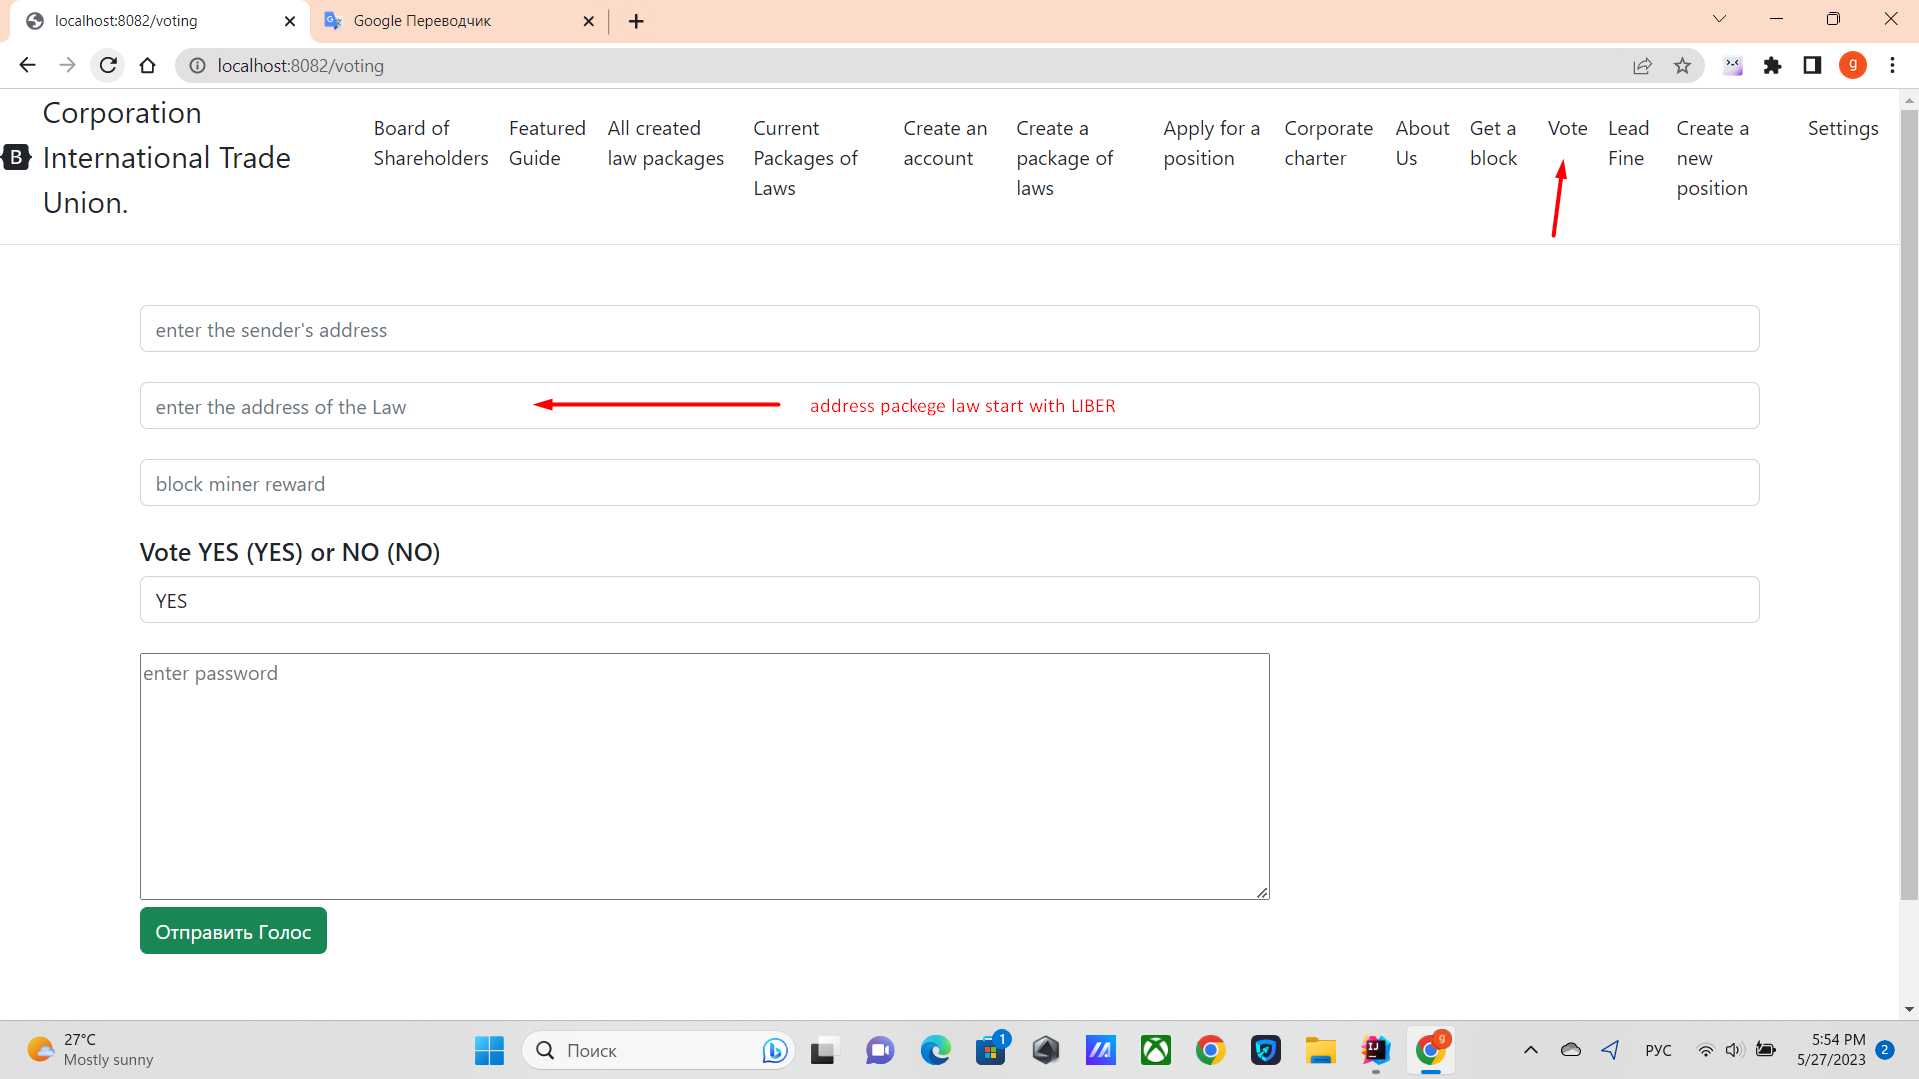 localhost:8082/voting
Google Переводчик
localhost:8082/voting
g
B
Corporation
International Trade
Union.
Board of
Shareholders
Featured
Guide
All created
law packages
Current
Packages of
Laws
Create an
account
Create a
package of
laws
Apply for a
position
Corporate
charter
About
Us
Get a
block
Vote
Lead
Fine
Create a
new
position
Settings
enter the sender's address
enter the address of the Law
address packege law start with LIBER
block miner reward
Vote YES (YES) or NO (NO)
YES
enter password
Отправить Голос
27°C
Mostly sunny
Поиск
1
IJ
g
РУС
5:54 PM
5/27/2023
2